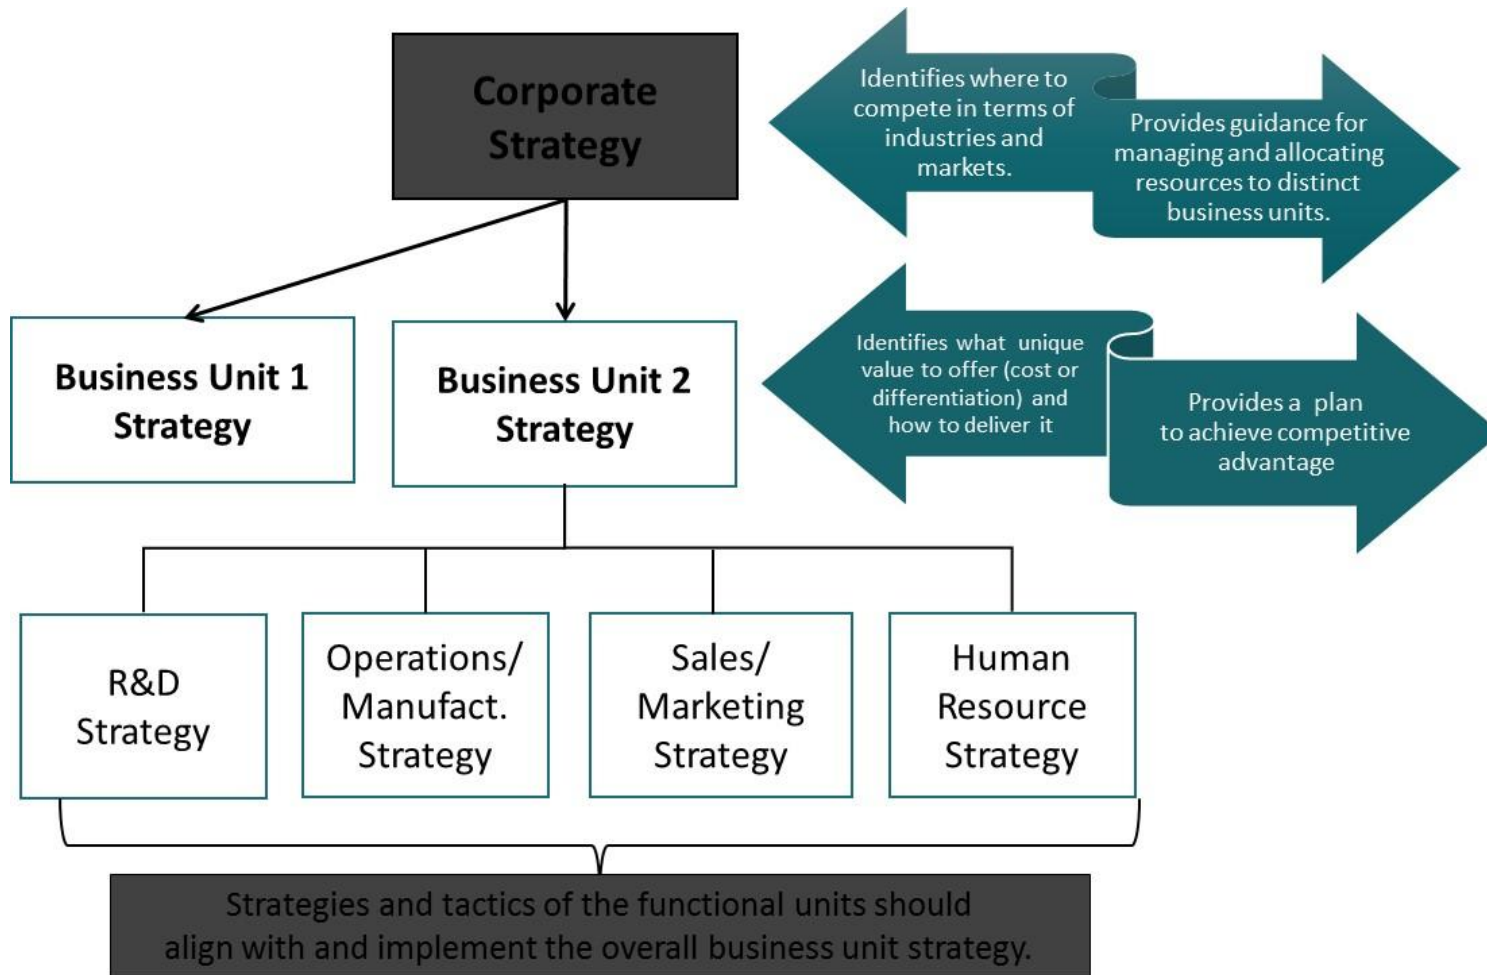 Corporate
Strategy
Identifies where to
compete in terms of
industries and
markets.
Provides guidance for
managing and allocating
resources to distinct
business units.
Business Unit 1
Strategy
Business Unit 2
Strategy
Identifies what unique
value to offer (cost or
differentiation) and
how to deliver it
Provides a plan
to achieve competitive
advantage
R&D
Strategy
Operations/
Manufact.
Strategy
Sales/
Marketing
Strategy
Human
Resource
Strategy
Strategies and tactics of the functional units should
align with and implement the overall business unit strategy.